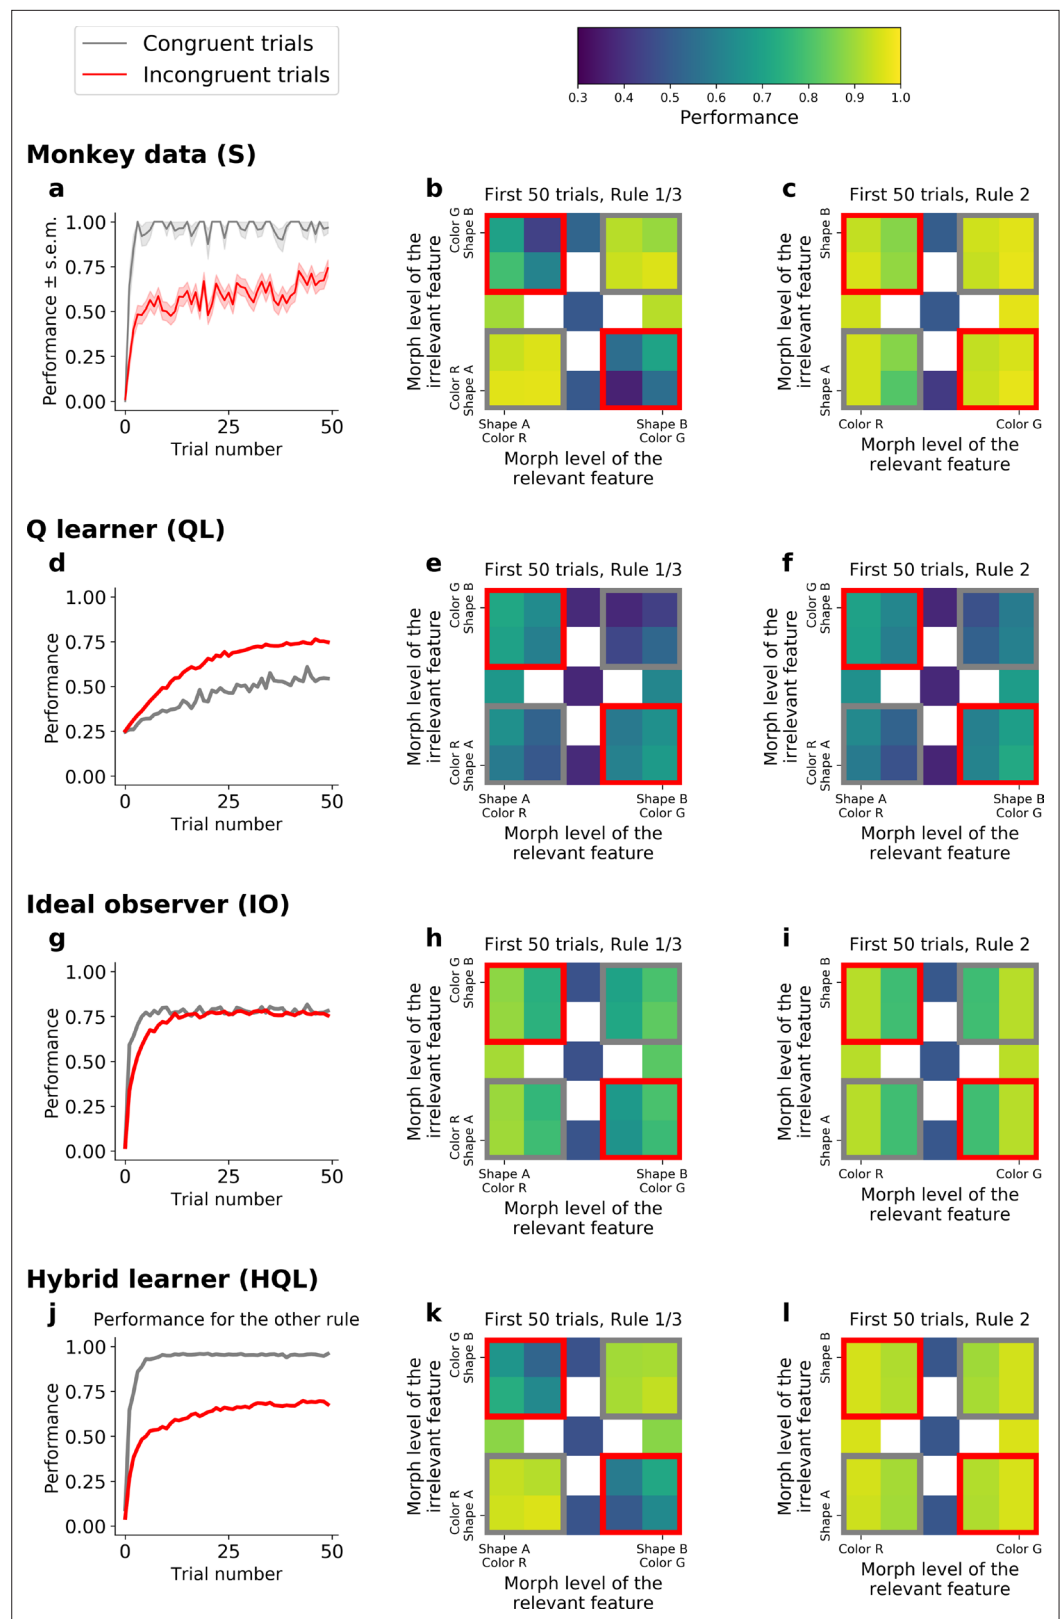 Congruent trials
Incongruent trials
0.3 0.4 0.5 0.6 0.7 0.8 0.9 1.0
Performance
Monkey data (S)
a
Performance ± s.e.m.
1.00
0.75
0.50
0.25
0.00
0 25 50
Trial number
b
First 50 trials, Rule 1/3
Morph level of the
irrelevant feature
Color G
Shape B
Color R
Shape A
Shape A
Color R
Shape B
Color G
Morph level of the
relevant feature
c
First 50 trials, Rule 2
Morph level of the
irrelevant feature
Shape B
Shape A
Color R Color G
Morph level of the
relevant feature
Q learner (QL)
d
Performance
1.00
0.75
0.50
0.25
0.00
0 25 50
Trial number
e
First 50 trials, Rule 1/3
Morph level of the
irrelevant feature
Color G
Shape B
Color R
Shape A
Shape A
Color R
Shape B
Color G
Morph level of the
relevant feature
f
First 50 trials, Rule 2
Morph level of the
irrelevant feature
Color G
Shape B
Color R
Shape A
Shape A
Color R
Shape B
Color G
Morph level of the
relevant feature
Ideal observer (IO)
g
Performance
1.00
0.75
0.50
0.25
0.00
0 25 50
Trial number
h
First 50 trials, Rule 1/3
Morph level of the
irrelevant feature
Color G
Shape B
Color R
Shape A
Shape A
Color R
Shape B
Color G
Morph level of the
relevant feature
i
First 50 trials, Rule 2
Morph level of the
irrelevant feature
Shape B
Shape A
Color R Color G
Morph level of the
relevant feature
Hybrid learner (HQL)
j
Performance for the other rule
Performance
1.00
0.75
0.50
0.25
0.00
0 25 50
Trial number
k
First 50 trials, Rule 1/3
Morph level of the
irrelevant feature
Color G
Shape B
Color R
Shape A
Shape A
Color R
Shape B
Color G
Morph level of the
relevant feature
l
First 50 trials, Rule 2
Morph level of the
irrelevant feature
Shape B
Shape A
Color R Color G
Morph level of the
relevant feature